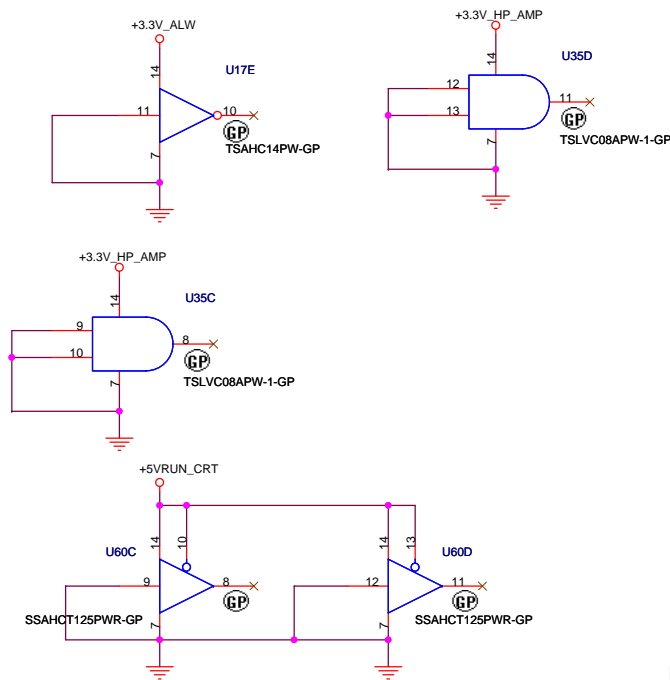 +3.3V_ALW
14
U17E
11
10
GP
TSAHC14PW-GP
7
+3.3V_HP_AMP
14
U35D
12
13
11
GP
TSLVC08APW-1-GP
7
+3.3V_HP_AMP
14
U35C
9
10
8
GP
TSLVC08APW-1-GP
7
+5VRUN_CRT
14
10
U60C
9
8
GP
SSAHCT125PWR-GP
7
14
13
U60D
12
11
GP
SSAHCT125PWR-GP
7